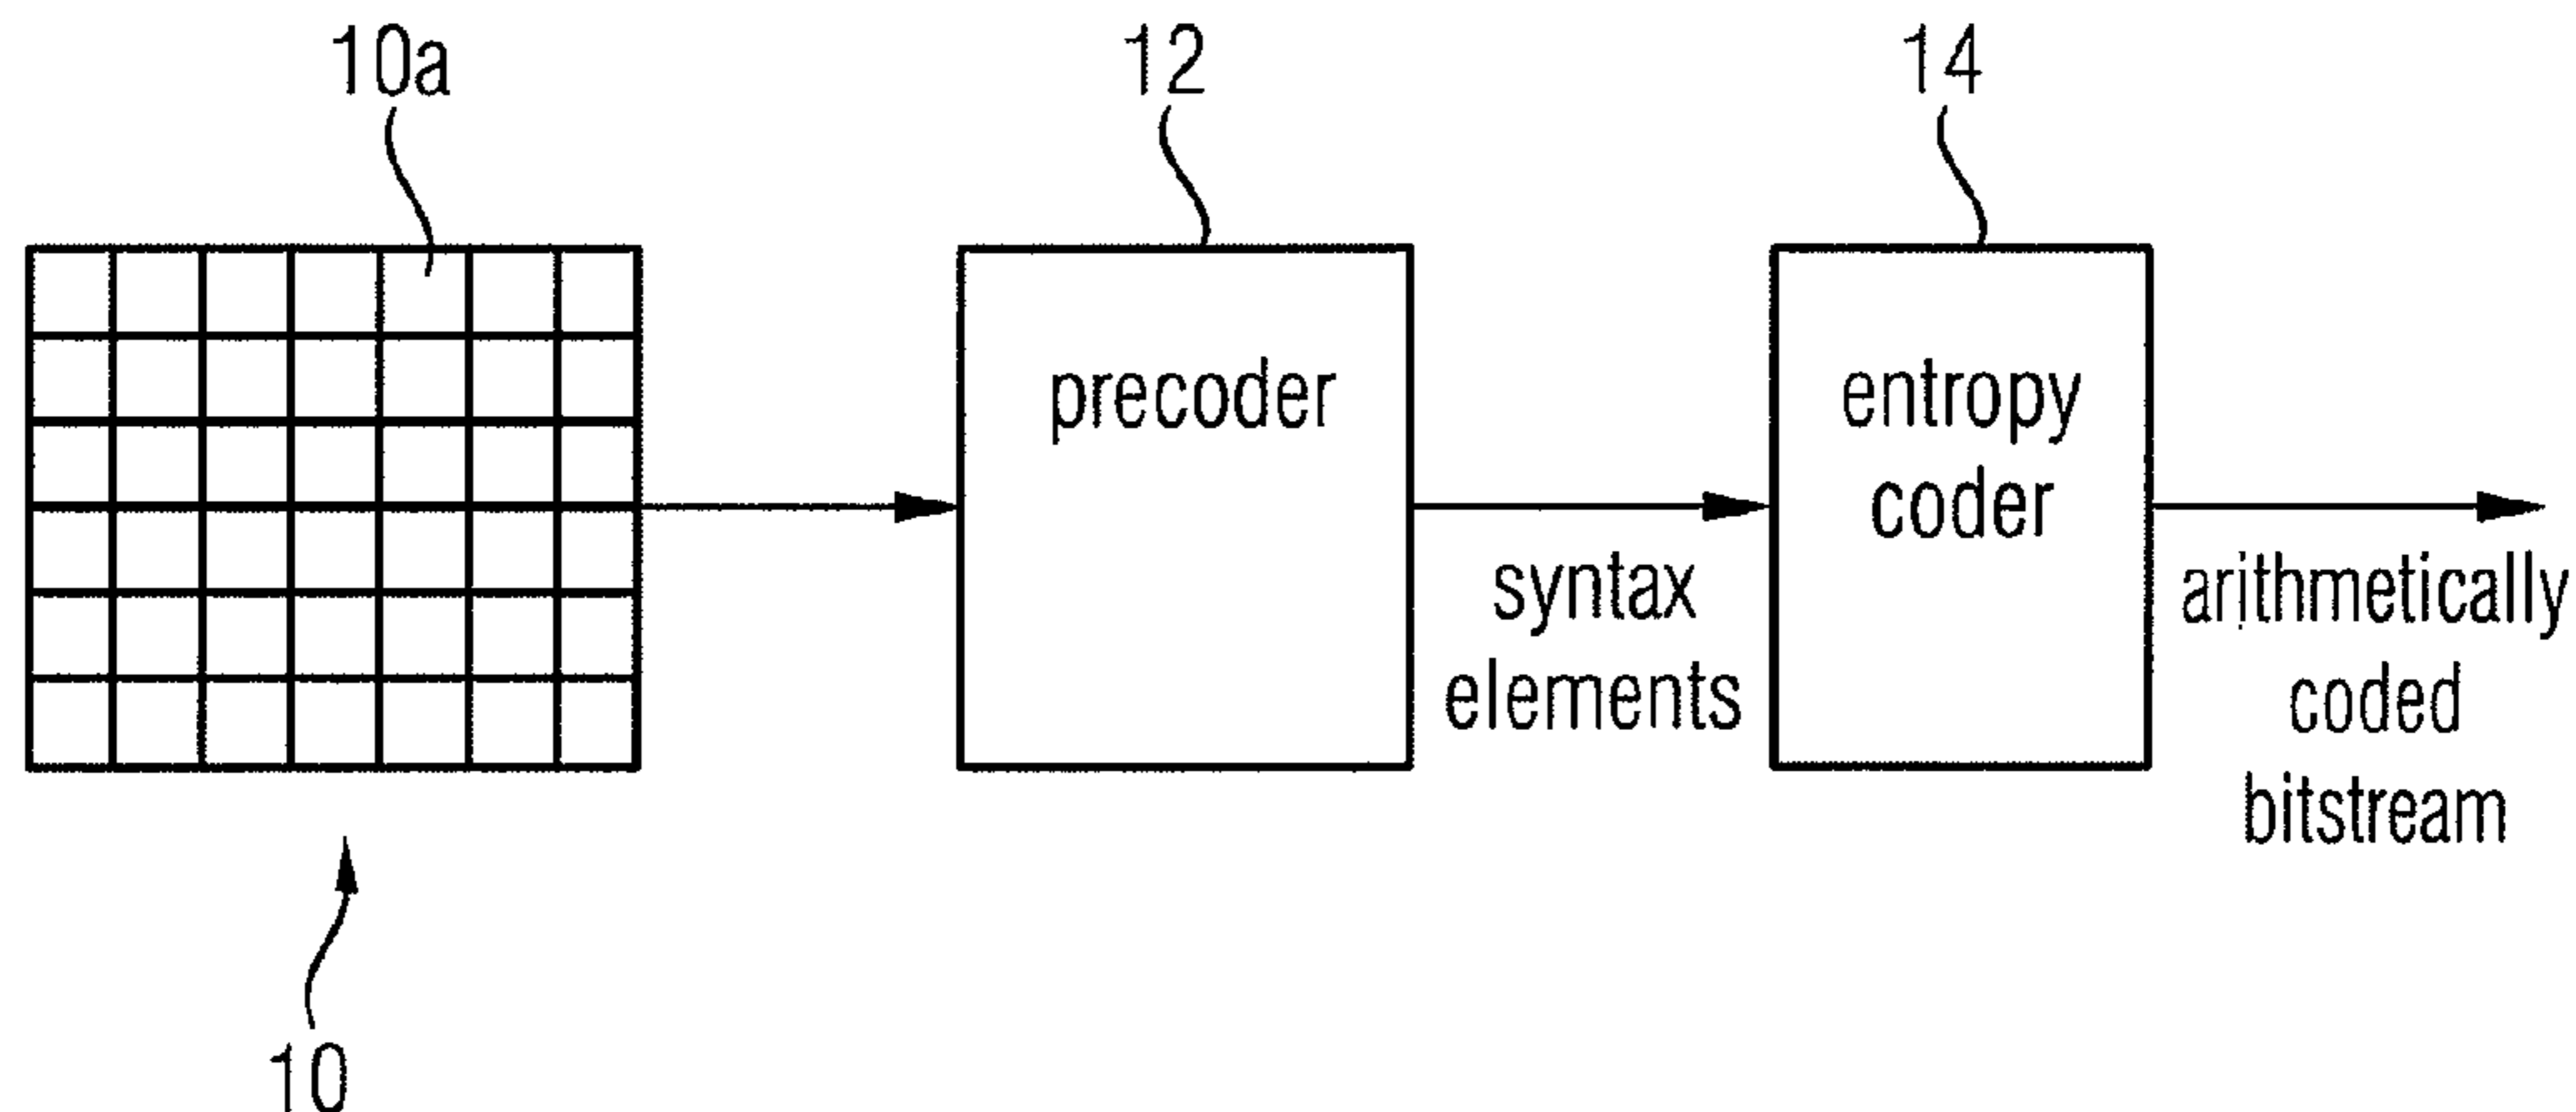 10a
12
14
precoder
entropy
coder
syntax
elements
arithmetically
coded
bitstream
10